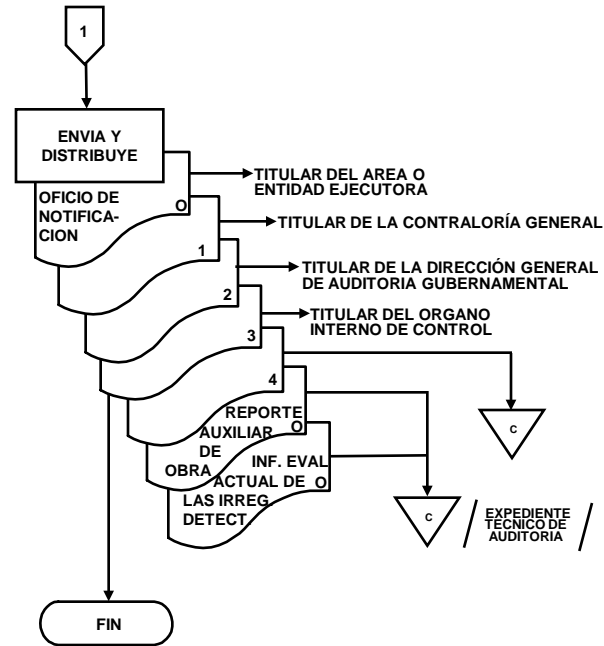 1
ENVIA Y
DISTRIBUYE
OFICIO DE
NOTIFICA-
CION
O
TITULAR DEL AREA O
ENTIDAD EJECUTORA
1
TITULAR DE LA CONTRALORÍA GENERAL
2
TITULAR DE LA DIRECCIÓN GENERAL
DE AUDITORIA GUBERNAMENTAL
3
TITULAR DEL ORGANO
INTERNO DE CONTROL
4
C
REPORTE
AUXILIAR
DE
OBRA
O
INF. EVAL
ACTUAL DE
LAS IRREG.
DETECT.
O
C
EXPEDIENTE
TECNICO DE
AUDITORIA
FIN